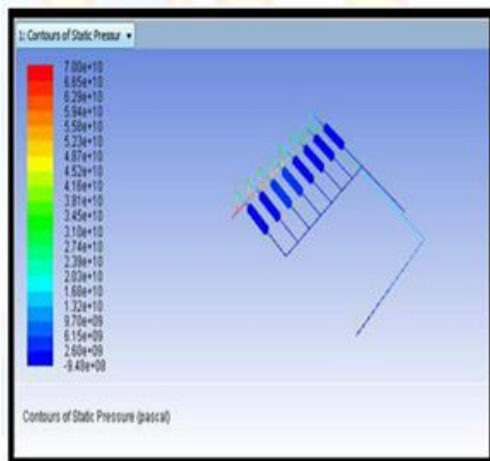 1: Contours of Static Pressur
7.00e+10
6.65e+10
6.29e+10
5.94e+10
5.58e+10
5.23e+10
4.87e+10
4.52e+10
4.16e+10
3.81e+10
3.45e+10
3.10e+10
2.74e+10
2.39e+10
2.03e+10
1.68e+10
1.32e+10
9.70e+09
6.15e+09
2.60e+09
-9.48e+08
Contours of Static Pressure (pascal)